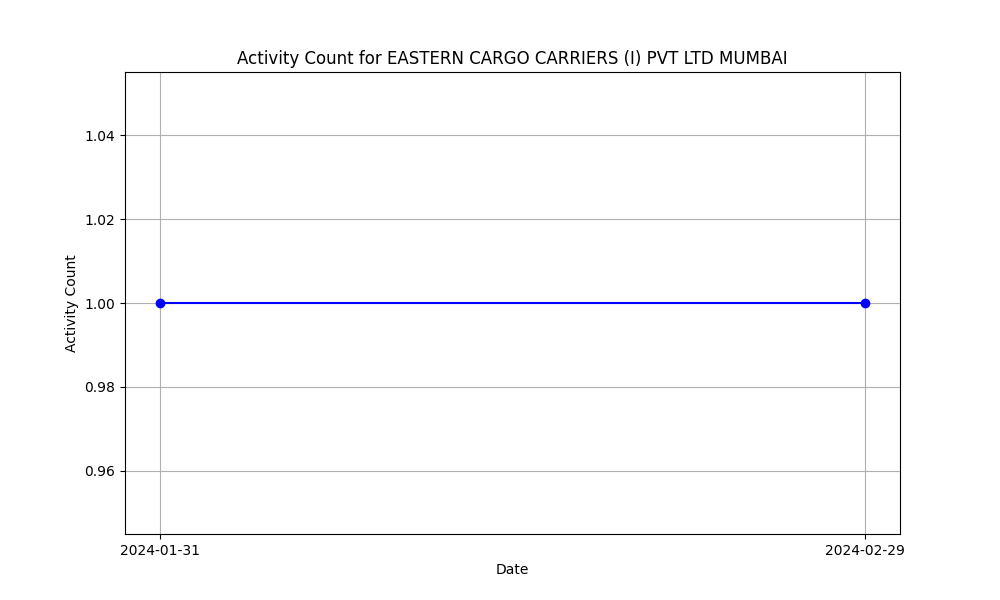 Activity Count for EASTERN CARGO CARRIERS (I) PVT LTD MUMBAI
1.04
1.02
1.00
0.98
0.96
Activity Count
2024-01-31
2024-02-29
Date